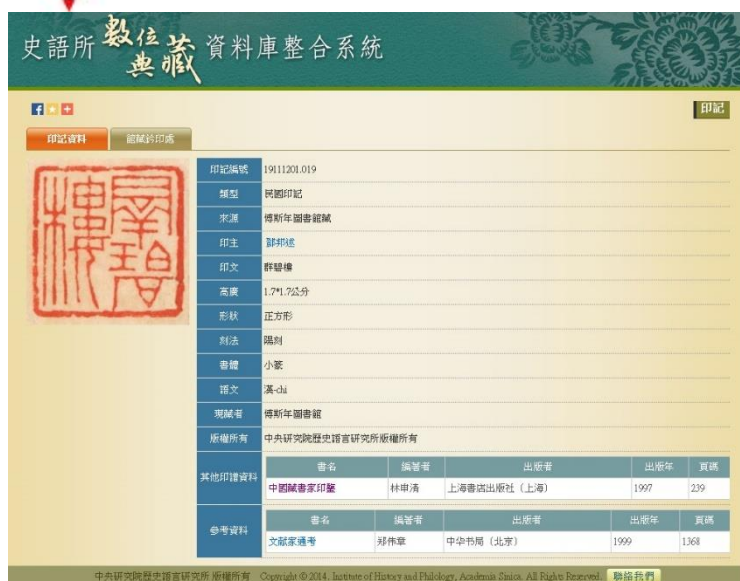 史語所 數位典藏 資料庫整合系統
印記
印記資料 館藏鈐印處
群碧樓
印記編號 19111201.019
類型 民國印記
來源 傅斯年圖書館藏
印主 鄧邦述
印文 群碧樓
高廣 1.7*1.7公分
形狀 正方形
刻法 陽刻
書體 小篆
語文 漢-chi
現藏者 傅斯年圖書館
版權所有 中央研究院歷史語言研究所版權所有
其他印譜資料
書名 編著者 出版者 出版年 頁碼
中國藏書家印鑒 林申清 上海書店出版社（上海） 1997 239
參考資料
書名 編著者 出版者 出版年 頁碼
文献家通考 郑伟章 中华书局（北京） 1999 1368
中央研究院歷史語言研究所 版權所有 Copyright © 2014. Institute of History and Philology, Academia Sinica. All Rights Reserved. 聯絡我們